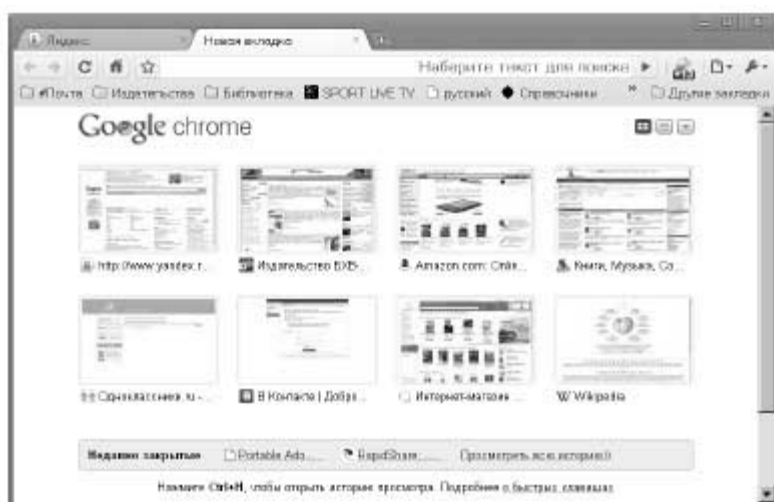 Яндекс Новая вкладка
Наберите текст для поиска
Почта Издательства Библиотека SPORT LIVE TV русский Справочники » Другие закладки
Google chrome
http://www.yandex.r... Издательство БХВ-... Amazon.com: Onlin... Книги, Музыка, Со...
Одноклассники.ru -... В Контакте | Добро... Интернет-магазин ... Wikipedia
Недавно закрытые Portable Ado... RapidShare:... Просмотреть всю историю»
Нажмите Ctrl+H, чтобы открыть историю просмотра. Подробнее о быстрых клавишах